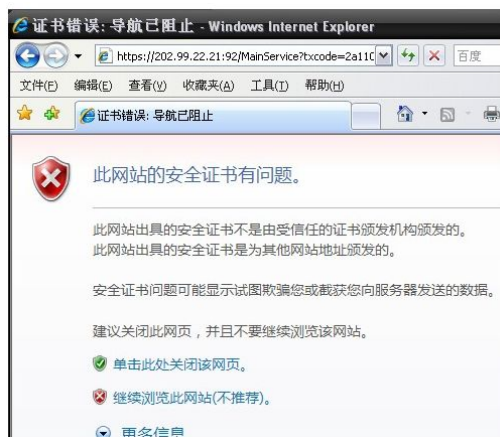 证书错误: 导航已阻止 - Windows Internet Explorer
https://202.99.22.21:92/MainService?txcode=2a11C
百度
文件(F) 编辑(E) 查看(V) 收藏夹(A) 工具(T) 帮助(H)
证书错误: 导航已阻止
此网站的安全证书有问题。
此网站出具的安全证书不是由受信任的证书颁发机构颁发的。
此网站出具的安全证书是为其他网站地址颁发的。
安全证书问题可能显示试图欺骗您或截获您向服务器发送的数据。
建议关闭此网页，并且不要继续浏览该网站。
单击此处关闭该网页。
继续浏览此网站(不推荐)。
更多信息